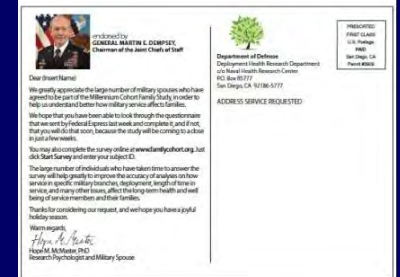 endorsed by
GENERAL MARTIN E. DEMPSEY,
Chairman of the Joint Chiefs of Staff
Dear (Insert Name)
We greatly appreciate the large number of military spouses who have
agreed to be part of the Millennium Cohort Family Study, in order to
help us understand better how military service affects families.
We hope that you have been able to look through the questionnaire
that we sent by Federal Express last week and complete it, and if not,
that you will do that soon, because the study will be coming to a close
in just a few weeks.
You may also complete the survey online at www.familycohort.org. Just
click Start Survey and enter your subject ID.
The large number of individuals who have taken time to answer the
survey will help greatly to improve the accuracy of analyses on how
service in specific military branches, deployment, length of time in
service, and many other issues, affect the long-term health and well
being of service members and their families.
Thanks for considering our request, and we hope you have a joyful
holiday season.
Warm regards,
Hope M. McMaster
Hope M. McMaster, PhD
Research Psychologist and Military Spouse
Department of Defense
Deployment Health Research Department
c/o Naval Health Research Center
P.O. Box 85777
San Diego, CA 92186-5777
ADDRESS SERVICE REQUESTED
PRESORTED
FIRST CLASS
U.S. Postage
PAID
San Diego, CA
Permit